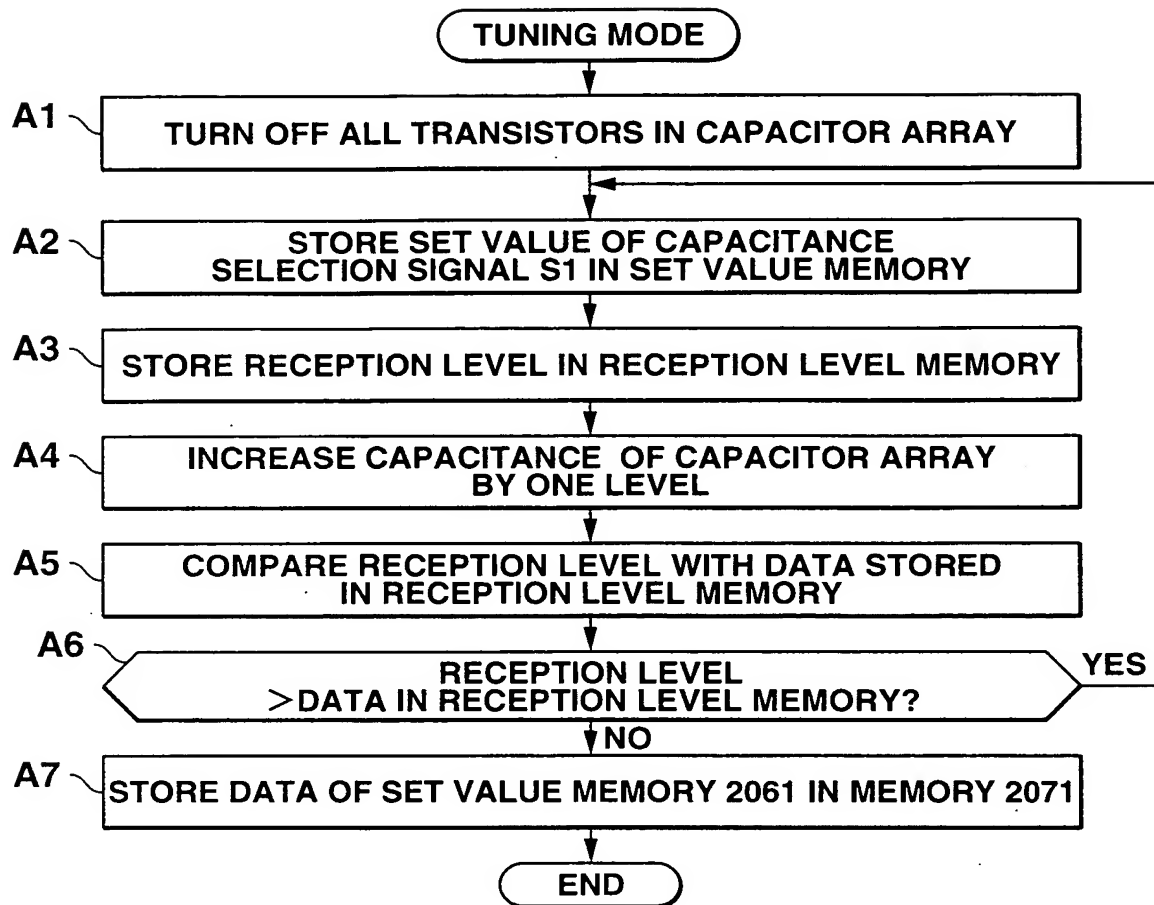 TUNING MODE
A1
TURN OFF ALL TRANSISTORS IN CAPACITOR ARRAY
A2
STORE SET VALUE OF CAPACITANCE
SELECTION SIGNAL S1 IN SET VALUE MEMORY
A3
STORE RECEPTION LEVEL IN RECEPTION LEVEL MEMORY
A4
INCREASE CAPACITANCE OF CAPACITOR ARRAY
BY ONE LEVEL
A5
COMPARE RECEPTION LEVEL WITH DATA STORED
IN RECEPTION LEVEL MEMORY
A6
RECEPTION LEVEL
>DATA IN RECEPTION LEVEL MEMORY?
YES
NO
A7
STORE DATA OF SET VALUE MEMORY 2061 IN MEMORY 2071
END